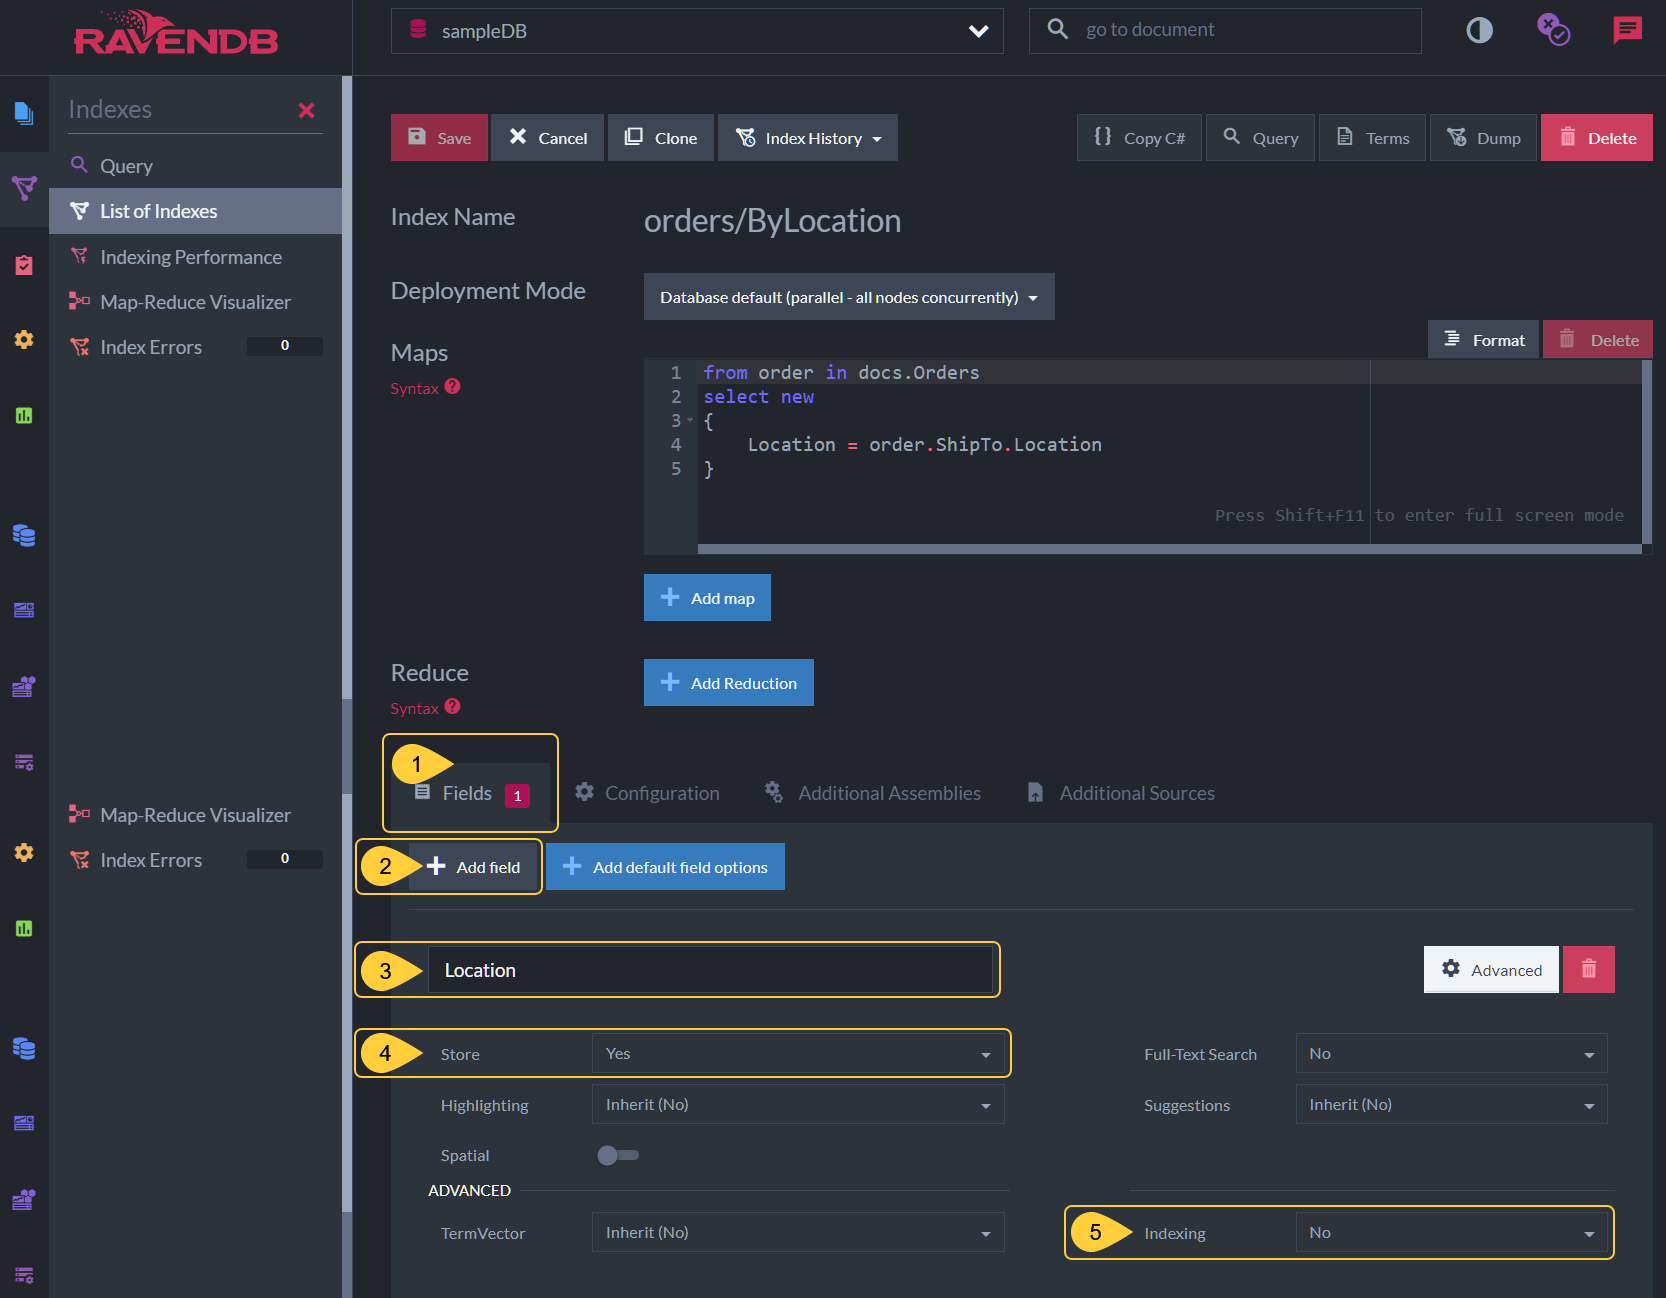 RAVENDB
sampleDB
go to document
Indexes
Query
List of Indexes
Indexing Performance
Map-Reduce Visualizer
Index Errors 0
Map-Reduce Visualizer
Index Errors 0
Save
Cancel
Clone
Index History
Copy C#
Query
Terms
Dump
Delete
Index Name
orders/ByLocation
Deployment Mode
Database default (parallel - all nodes concurrently)
Maps
Syntax ?
Format
Delete
1 from order in docs.Orders
2 select new
3 {
4 Location = order.ShipTo.Location
5 }
Press Shift+F11 to enter full screen mode
Add map
Reduce
Syntax ?
Add Reduction
1
Fields 1
Configuration
Additional Assemblies
Additional Sources
2 Add field
Add default field options
3 Location
Advanced
4 Store Yes
Full-Text Search No
Highlighting Inherit (No)
Suggestions Inherit (No)
Spatial
ADVANCED
TermVector Inherit (No)
5 Indexing No